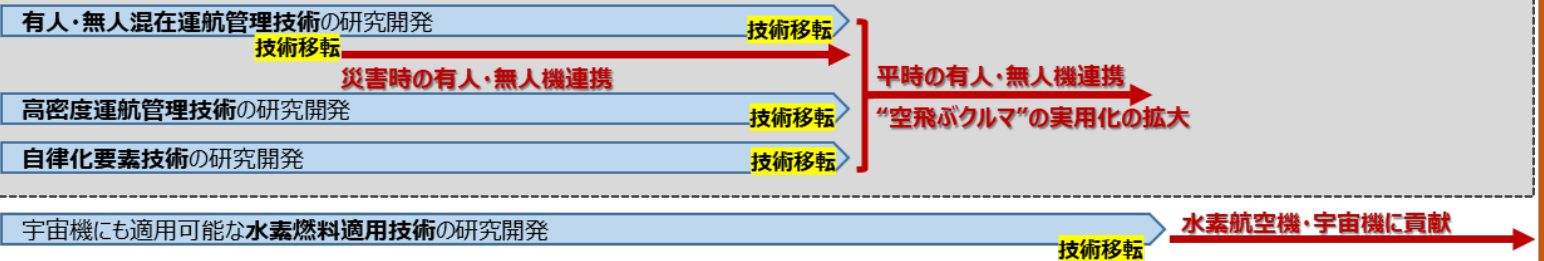 有人・無人混在運航管理技術の研究開発
技術移転
技術移転
災害時の有人・無人機連携
平時の有人・無人機連携
高密度運航管理技術の研究開発
技術移転
“空飛ぶクルマ”の実用化の拡大
自律化要素技術の研究開発
技術移転
宇宙機にも適用可能な水素燃料適用技術の研究開発
技術移転
水素航空機・宇宙機に貢献